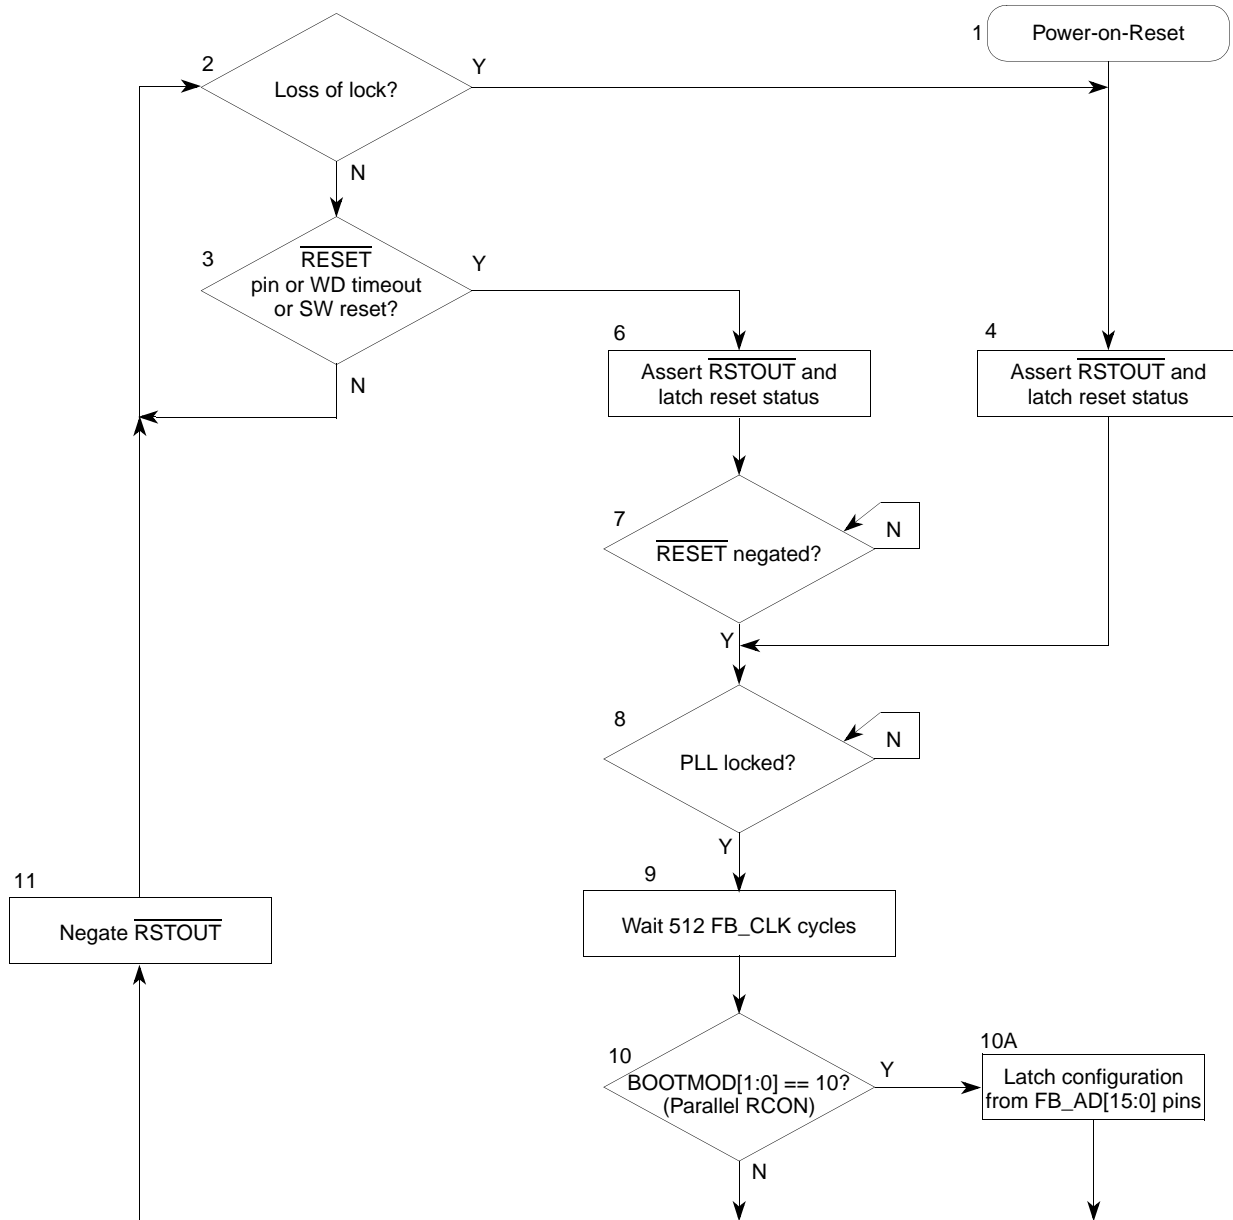 1
Power-on-Reset
2
Loss of lock?
Y
N
3
RESET
pin or WD timeout
or SW reset?
Y
N
6
Assert RSTOUT and
latch reset status
4
Assert RSTOUT and
latch reset status
7
RESET negated?
N
Y
8
PLL locked?
N
Y
9
Wait 512 FB_CLK cycles
11
Negate RSTOUT
10
BOOTMOD[1:0] == 10?
(Parallel RCON)
Y
N
10A
Latch configuration
from FB_AD[15:0] pins